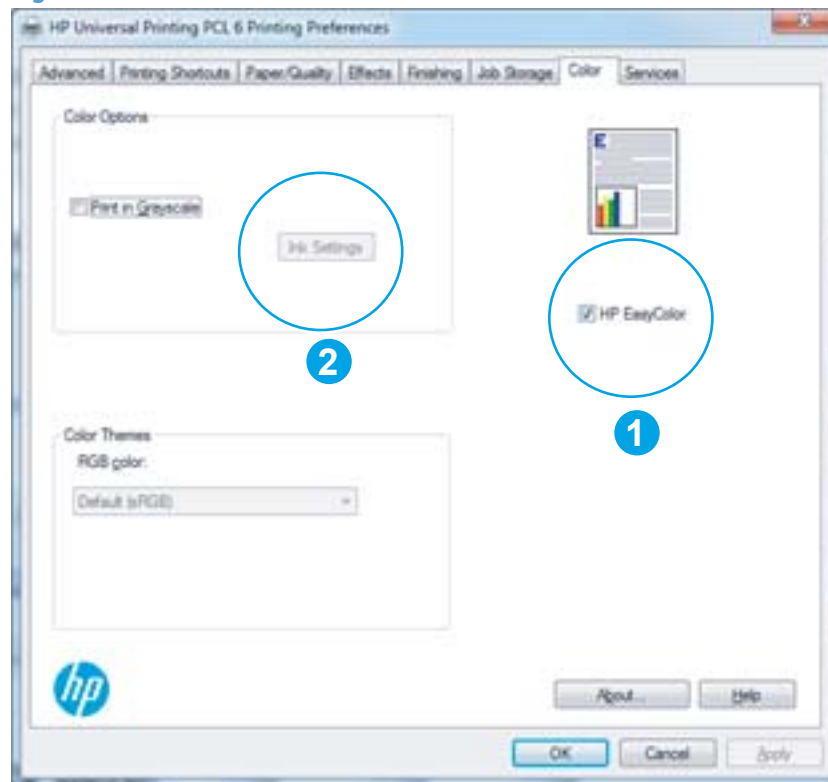 HP Universal Printing PCL 6 Printing Preferences
Advanced Printing Shortcuts Paper/Quality Effects Finishing Job Storage Color Services
Color Options
E
Print in Grayscale
Ink Settings
HP EasyColor
2
1
Color Themes
RGB color:
Default (sRGB)
hp
About... Help
OK Cancel Apply